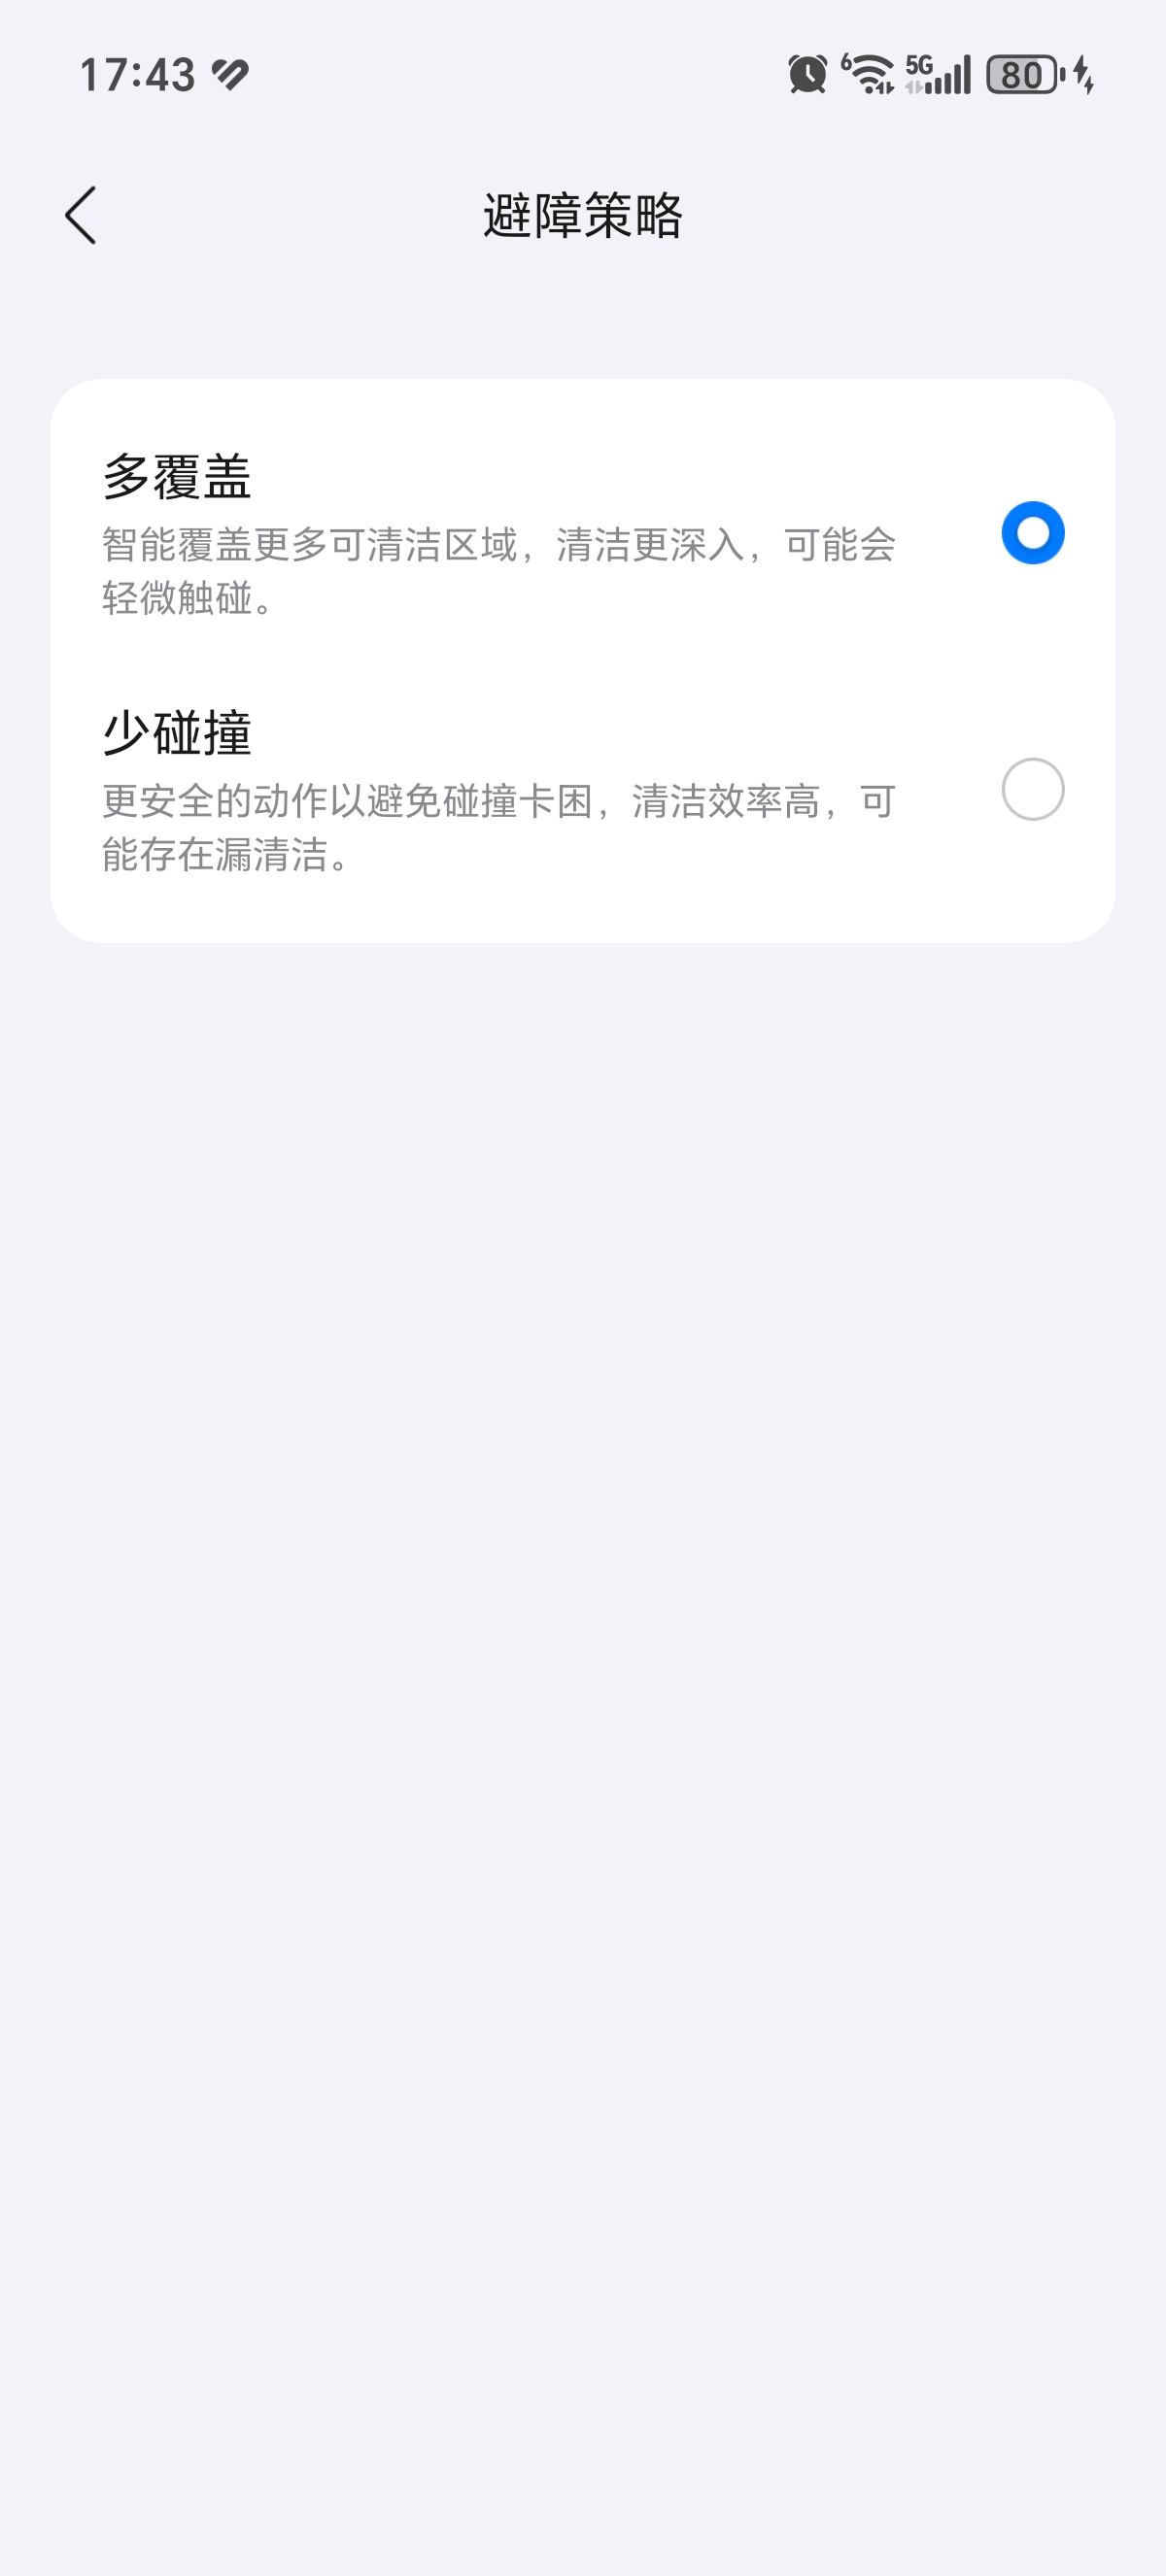 17:43
6 5G 80
避障策略
多覆盖
智能覆盖更多可清洁区域，清洁更深入，可能会
轻微触碰。
少碰撞
更安全的动作以避免碰撞卡困，清洁效率高，可
能存在漏清洁。